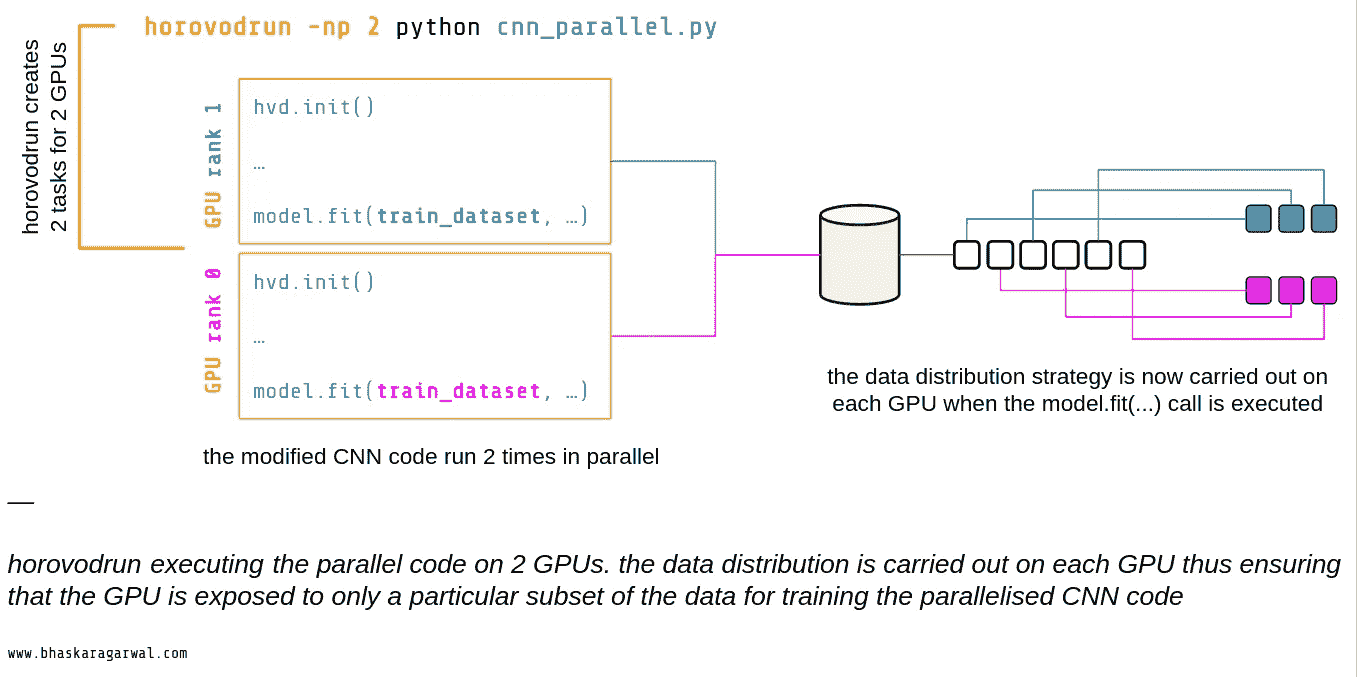 horovodrun -np 2 python cnn_parallel.py
horovodrun creates
2 tasks for 2 GPUs
GPU rank 1
hvd.init()
…
model.fit(train_dataset, …)
GPU rank 0
hvd.init()
…
model.fit(train_dataset, …)
the modified CNN code run 2 times in parallel
the data distribution strategy is now carried out on
each GPU when the model.fit(...) call is executed
—
horovodrun executing the parallel code on 2 GPUs. the data distribution is carried out on each GPU thus ensuring
that the GPU is exposed to only a particular subset of the data for training the parallelised CNN code
www.bhaskaragarwal.com